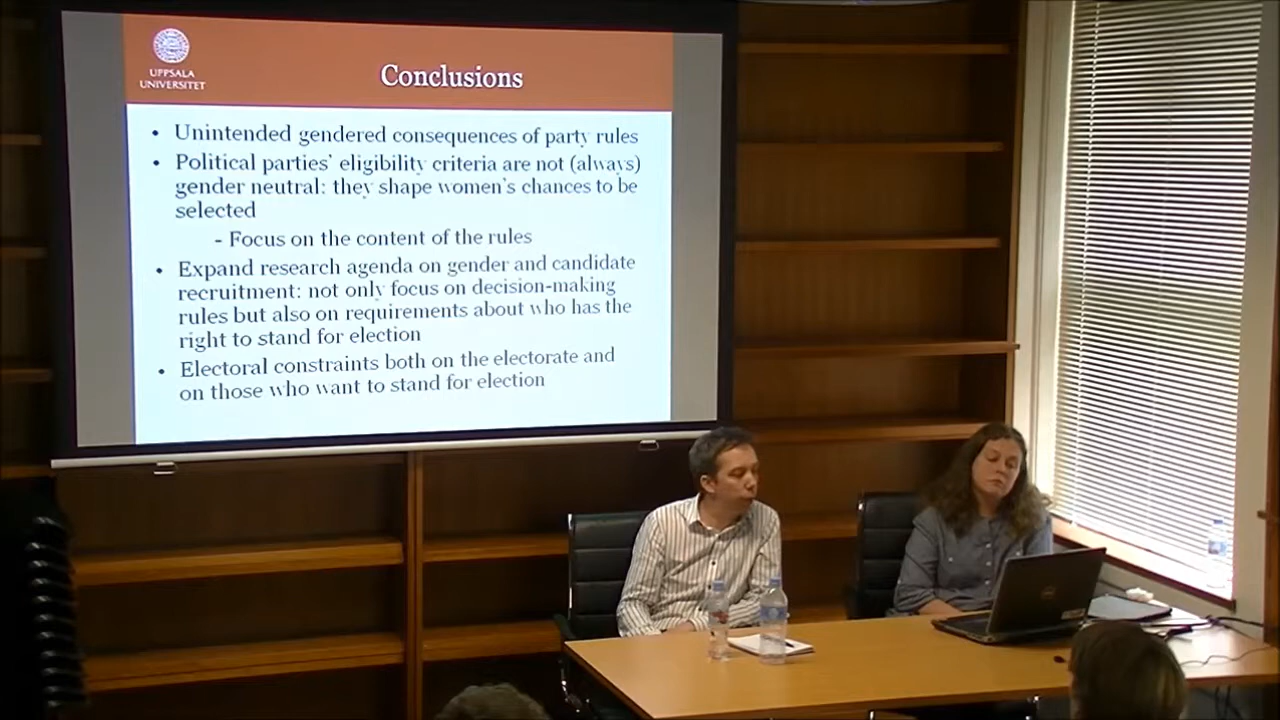 UPPSALA
UNIVERSITET
Conclusions
• Unintended gendered consequences of party rules
• Political parties' eligibility criteria are not (always)
gender neutral: they shape women's chances to be
selected
- Focus on the content of the rules
• Expand research agenda on gender and candidate
recruitment: not only focus on decision-making
rules but also on requirements about who has the
right to stand for election
• Electoral constraints both on the electorate and
on those who want to stand for election